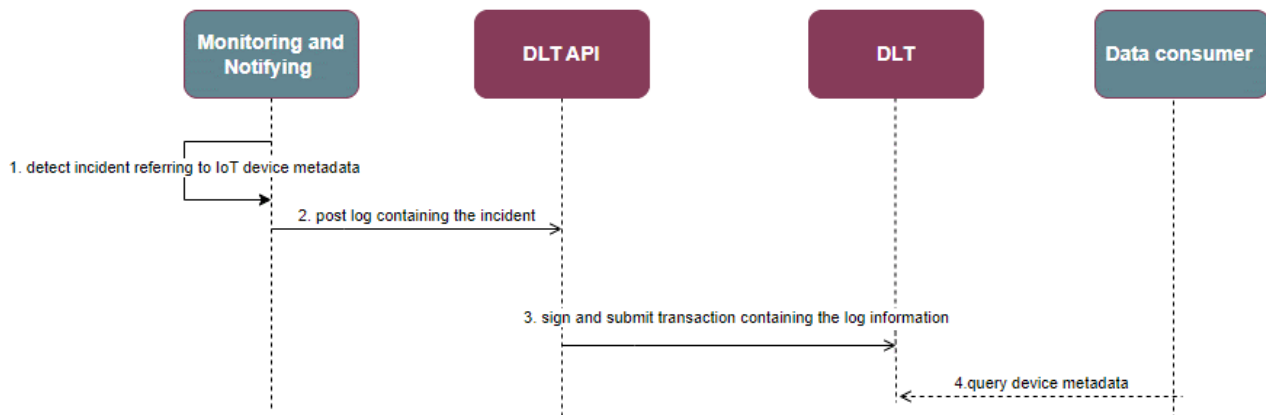 Monitoring and
Notifying
DLT API
DLT
Data consumer
1. detect incident referring to IoT device metadata
2. post log containing the incident
3. sign and submit transaction containing the log information
4.query device metadata